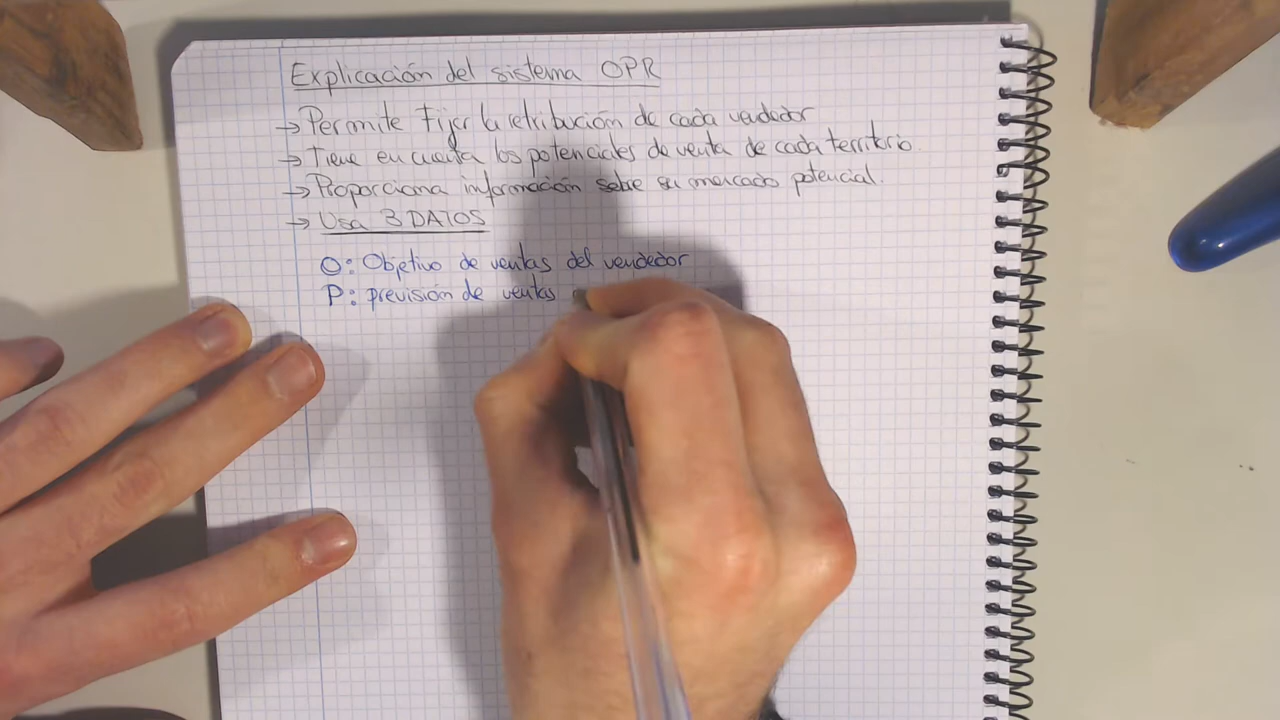 Explicación del sistema OPR
→ Permite Fijar la retribución de cada vendedor
→ Tiene en cuenta los potenciales de venta de cada territorio.
→ Proporciona información sobre su mercado potencial.
→ Usa 3 DATOS
O: Objetivo de ventas del vendedor
P: previsión de ventas